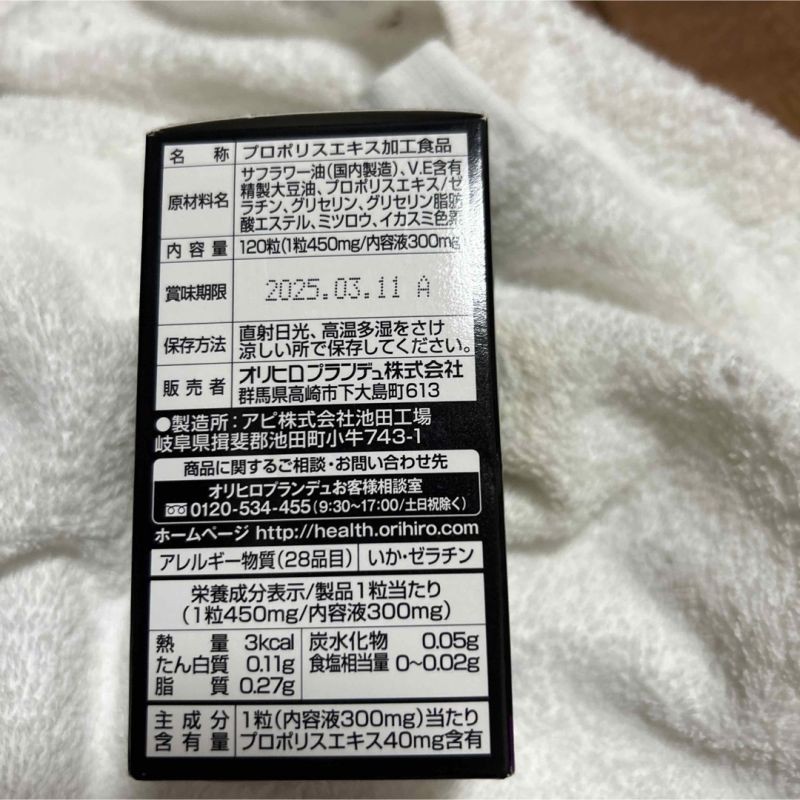 名称 プロポリスエキス加工食品
原材料名 サフラワー油(国内製造)、V.E含有
精製大豆油、プロポリスエキス/ゼ
ラチン、グリセリン、グリセリン脂肪
酸エステル、ミツロウ、イカスミ色素
内容量 120粒(1粒450mg/内容液300mg)
賞味期限 2025.03.11 A
保存方法 直射日光、高温多湿をさけ
涼しい所で保存してください。
販売者 オリヒロプランデュ株式会社
群馬県高崎市下大島町613
●製造所:アピ株式会社池田工場
岐阜県揖斐郡池田町小牛743-1
商品に関するご相談・お問い合わせ先
オリヒロプランデュお客様相談室
0120-534-455(9:30~17:00/土日祝除く)
ホームページ http://health.orihiro.com
アレルギー物質(28品目) いか・ゼラチン
栄養成分表示/製品1粒当たり
(1粒450mg/内容液300mg)
熱量 3kcal 炭水化物 0.05g
たん白質 0.11g 食塩相当量 0~0.02g
脂質 0.27g
主成分 1粒(内容液300mg)当たり
含有量 プロポリスエキス40mg含有